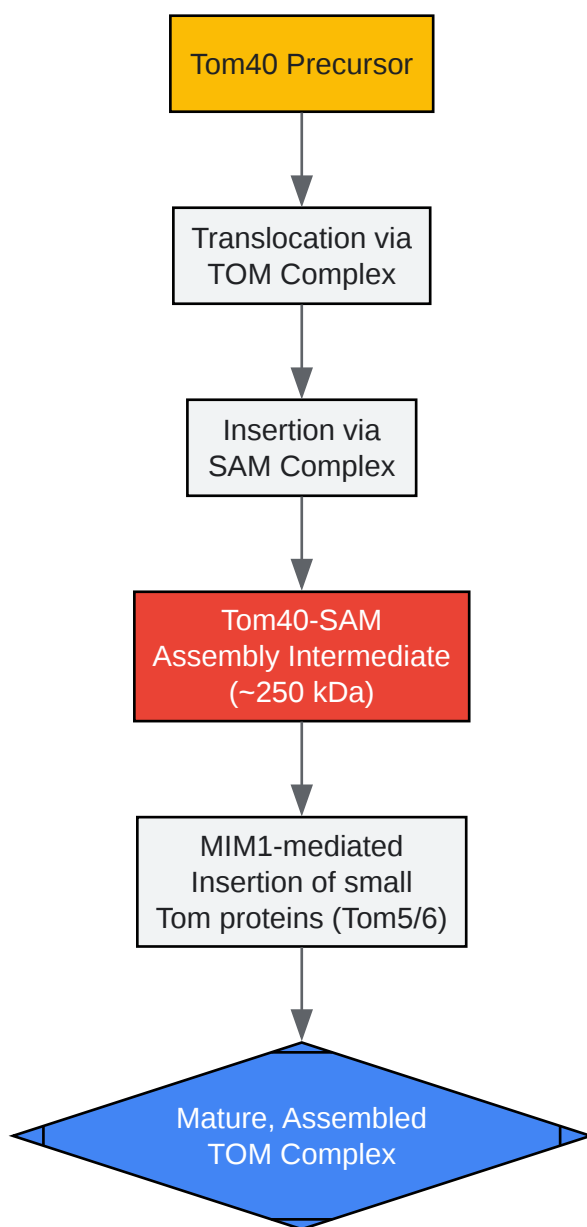 Tom40 Precursor
Translocation via
TOM Complex
Insertion via
SAM Complex
Tom40-SAM
Assembly Intermediate
(~250 kDa)
MIM1-mediated
Insertion of small
Tom proteins (Tom5/6)
Mature, Assembled
TOM Complex